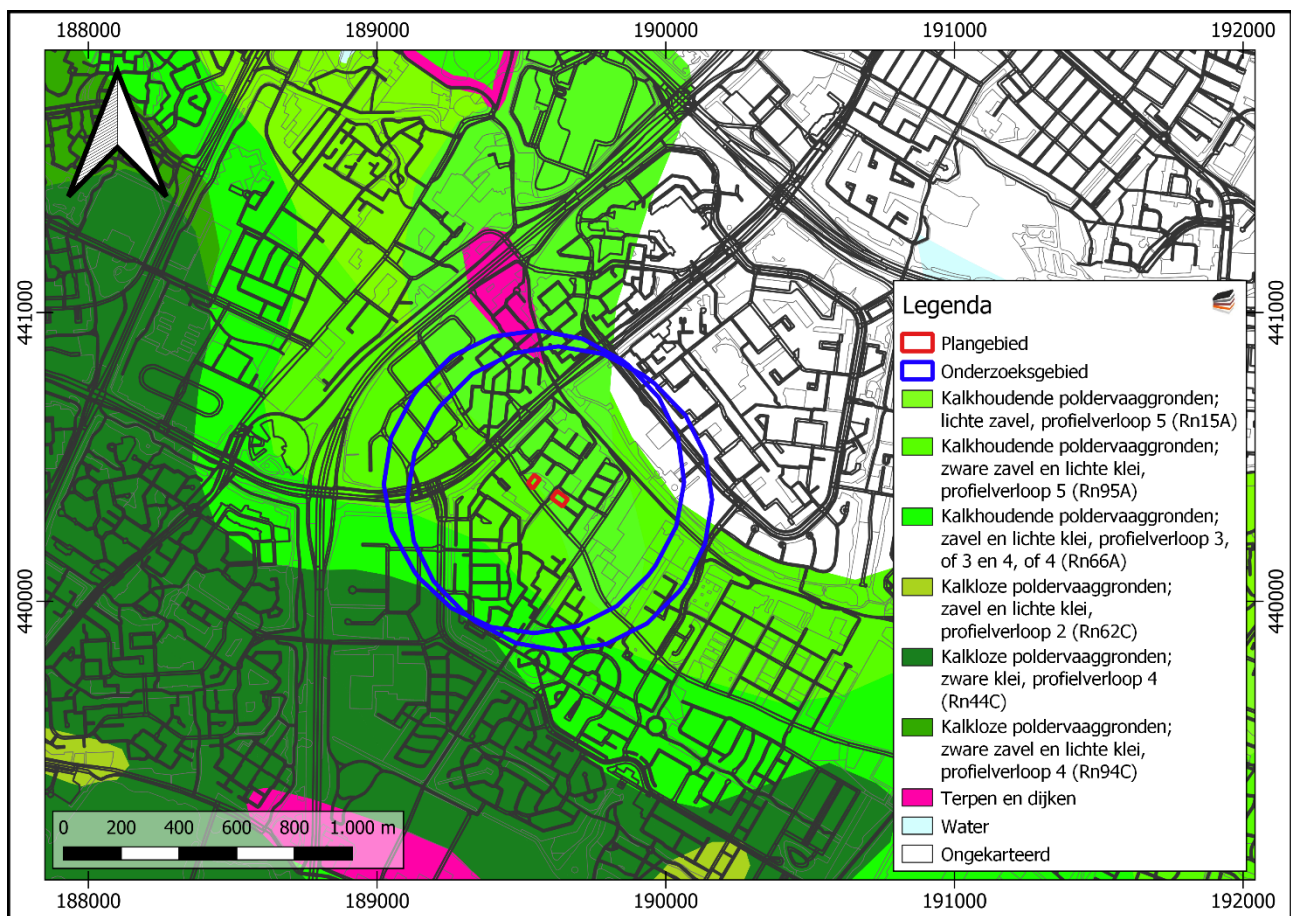 188000 189000 190000 191000 192000
441000
440000
441000
440000
Legenda
Plangebied
Onderzoeksgebied
Kalkhoudende poldervaaggronden;
lichte zavel, profielverloop 5 (Rn15A)
Kalkhoudende poldervaaggronden;
zware zavel en lichte klei,
profielverloop 5 (Rn95A)
Kalkhoudende poldervaaggronden;
zavel en lichte klei, profielverloop 3,
of 3 en 4, of 4 (Rn66A)
Kalkloze poldervaaggronden;
zavel en lichte klei,
profielverloop 2 (Rn62C)
Kalkloze poldervaaggronden;
zware klei, profielverloop 4
(Rn44C)
Kalkloze poldervaaggronden;
zware zavel en lichte klei,
profielverloop 4 (Rn94C)
Terpen en dijken
Water
Ongekarteerd
0 200 400 600 800 1.000 m
188000 189000 190000 191000 192000